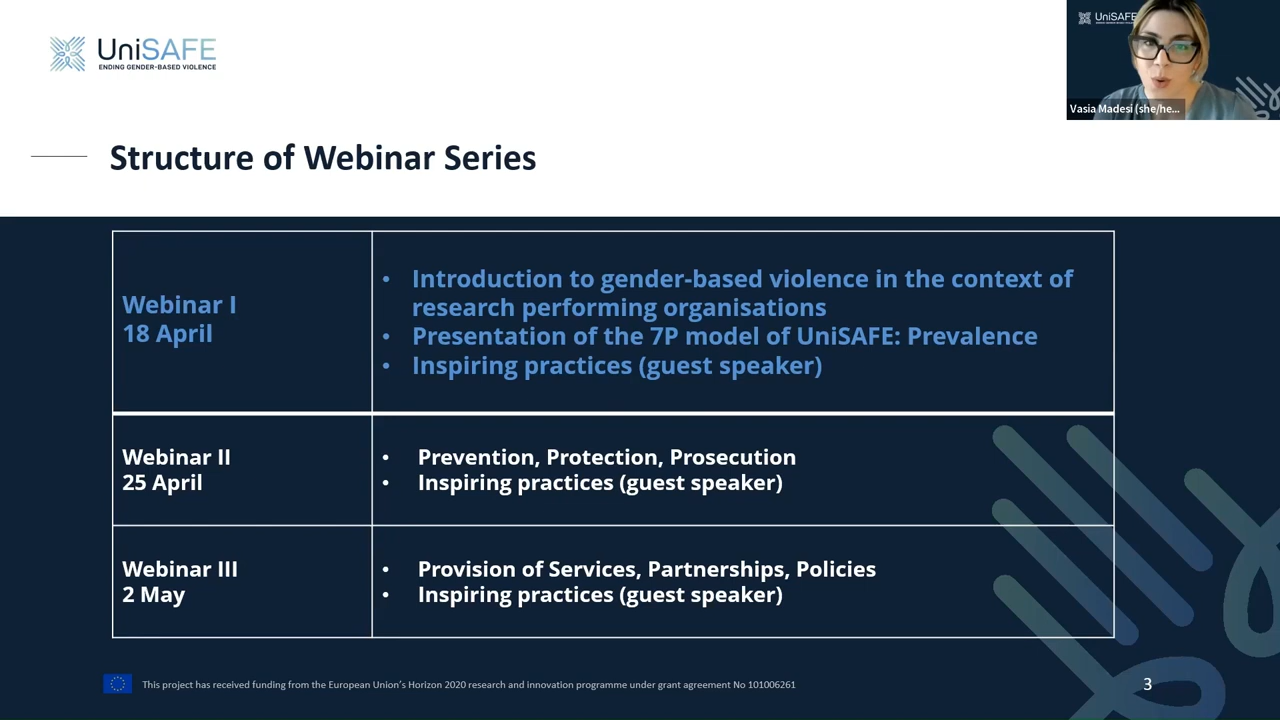 UniSAFE
ENDING GENDER-BASED VIOLENCE
UniSAFE
Vasia Madesi (she/he...
Structure of Webinar Series
Webinar I
18 April
• Introduction to gender-based violence in the context of
research performing organisations
• Presentation of the 7P model of UniSAFE: Prevalence
• Inspiring practices (guest speaker)
Webinar II
25 April
• Prevention, Protection, Prosecution
• Inspiring practices (guest speaker)
Webinar III
2 May
• Provision of Services, Partnerships, Policies
• Inspiring practices (guest speaker)
This project has received funding from the European Union's Horizon 2020 research and innovation programme under grant agreement No 101006261
3